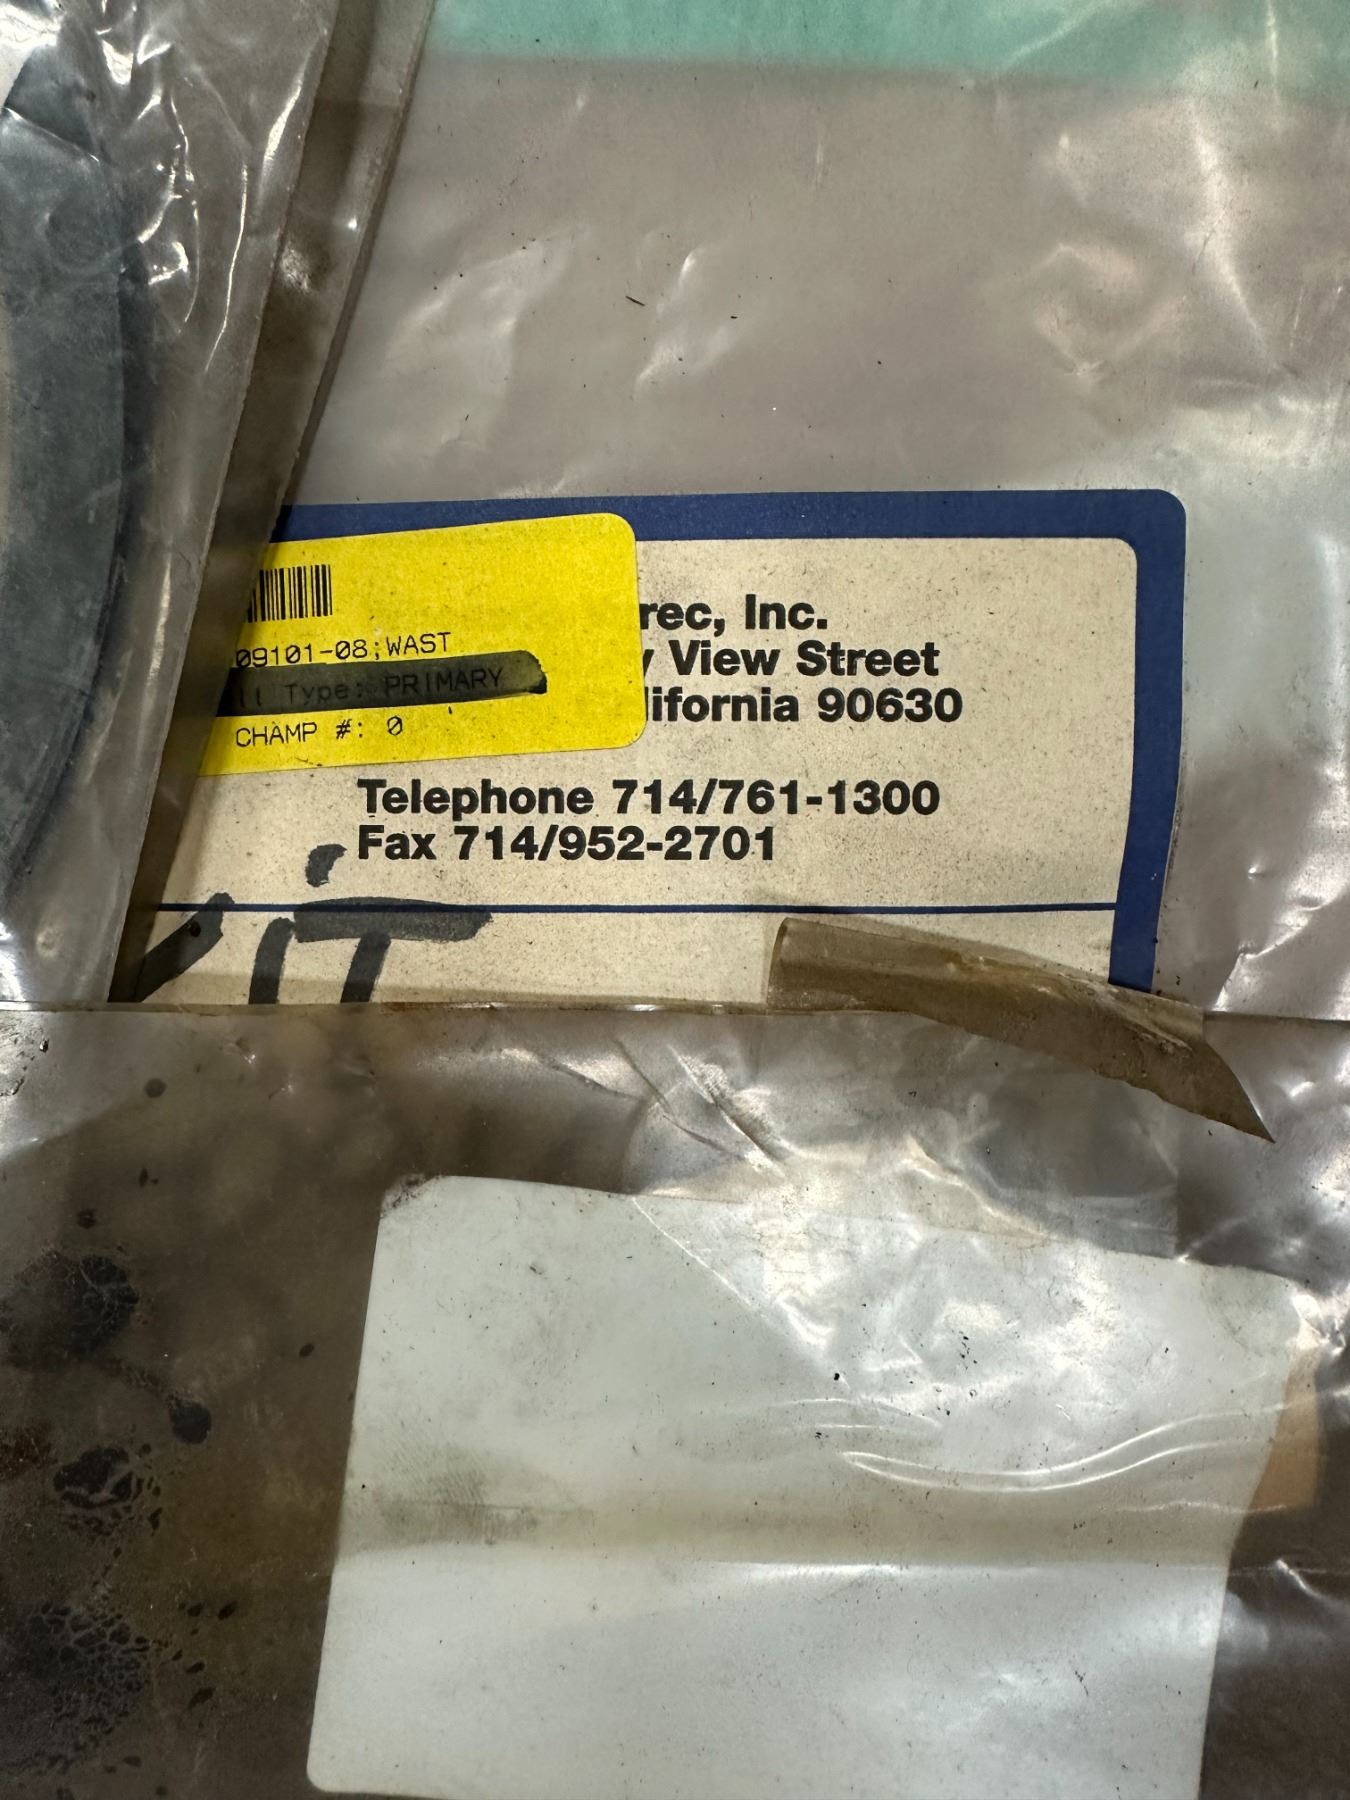 09101-08;WAST
Type: PRIMARY
CHAMP #: 0
rec, Inc.
View Street
lifornia 90630
Telephone 714/761-1300
Fax 714/952-2701
KIT